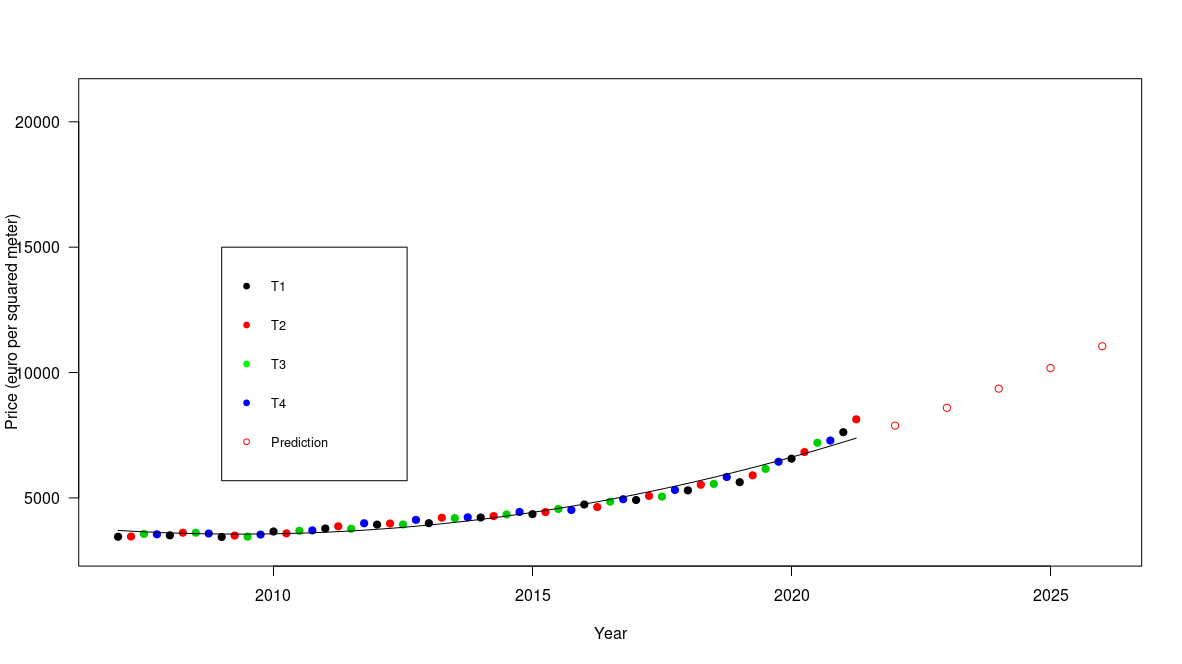 20000
15000
10000
5000
Price (euro per squared meter)
T1
T2
T3
T4
Prediction
2010
2015
2020
2025
Year